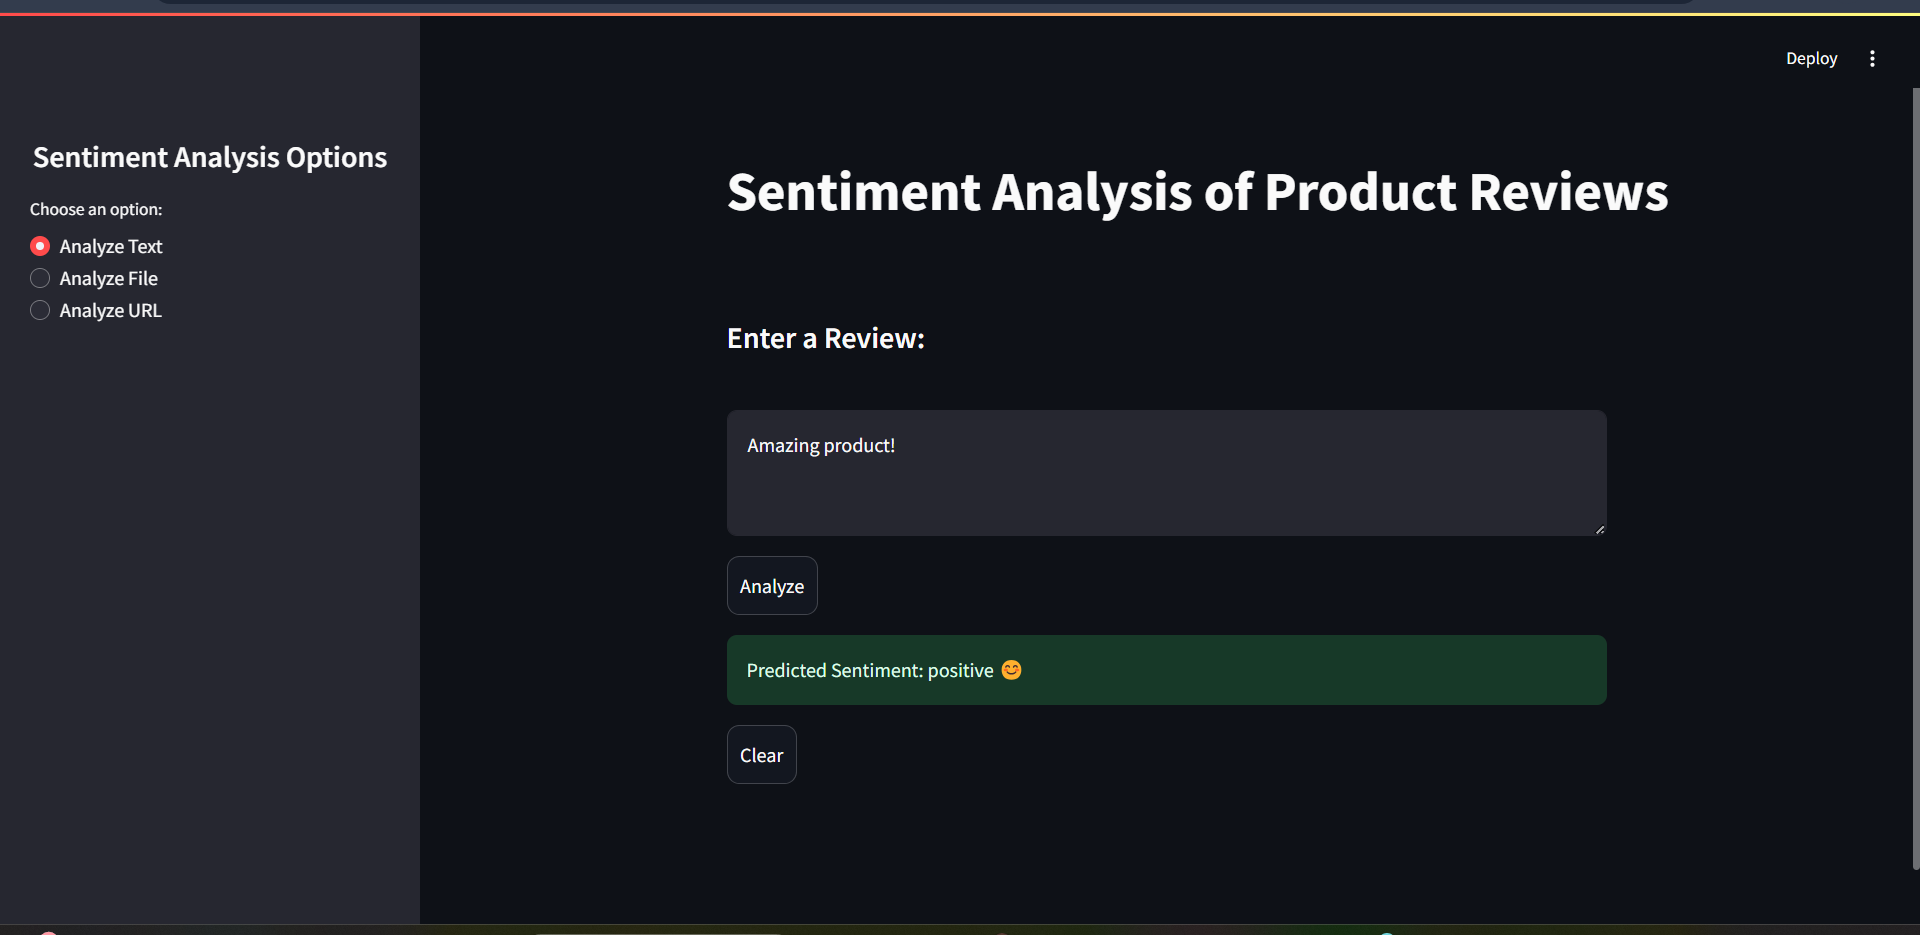 Deploy
Sentiment Analysis Options
Choose an option:
Analyze Text
Analyze File
Analyze URL
Sentiment Analysis of Product Reviews
Enter a Review:
Amazing product!
Analyze
Predicted Sentiment: positive 😊
Clear